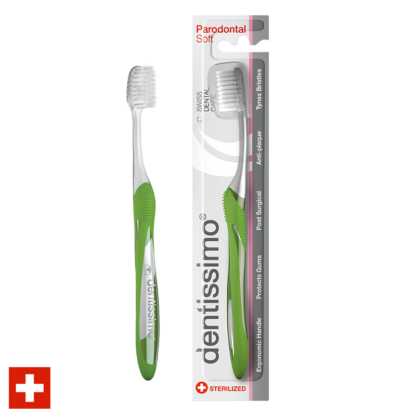 Parodontal
Soft
SWISS
DENTAL
CARE
Tynex Bristles
Anti-plaque
Post Surgical
Protects Gums
Ergonomic Handle
dentissimo®
STERILIZED
dentissimo